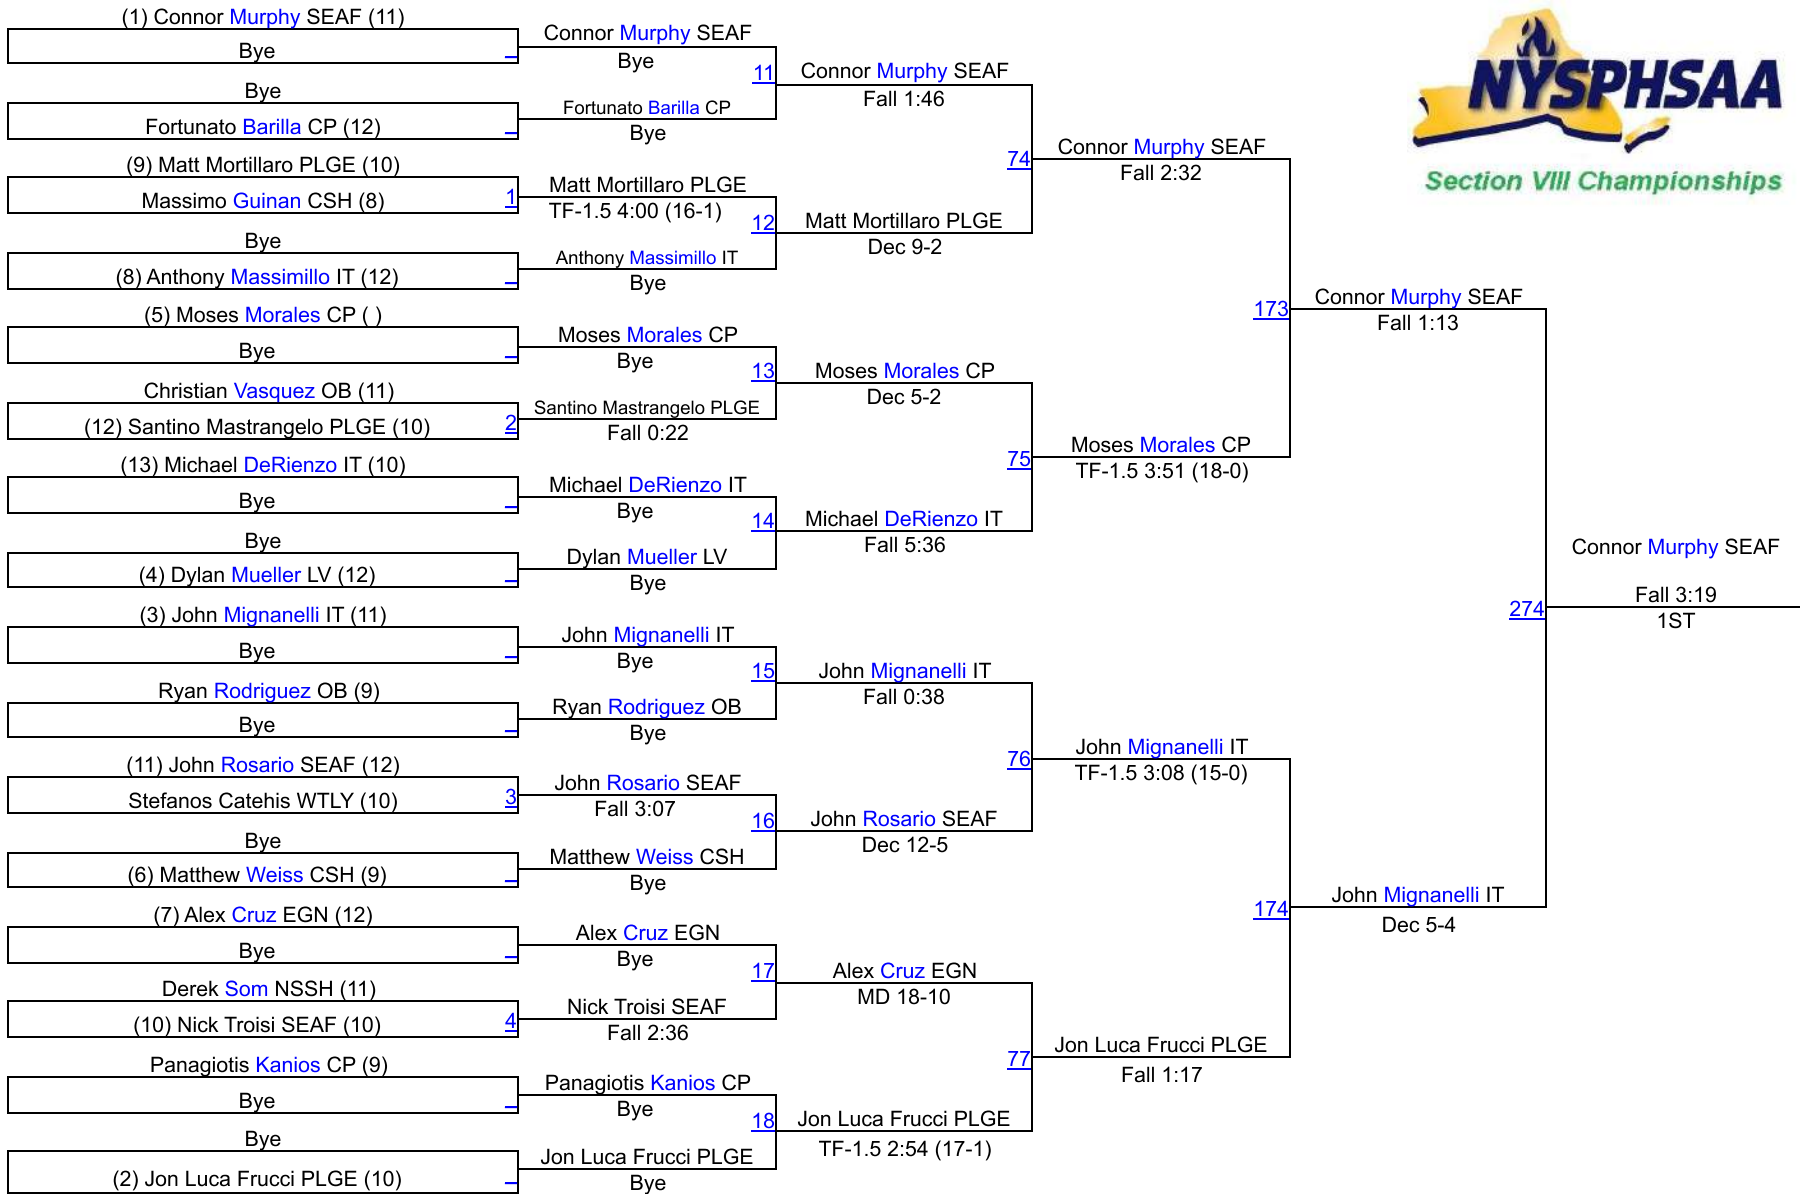 (1) Connor Murphy SEAF (11)
Bye
Bye
Fortunato Barilla CP (12)
(9) Matt Mortillaro PLGE (10)
Massimo Guinan CSH (8)
1
Bye
(8) Anthony Massimillo IT (12)
(5) Moses Morales CP ( )
Bye
Christian Vasquez OB (11)
(12) Santino Mastrangelo PLGE (10)
2
(13) Michael DeRienzo IT (10)
Bye
Bye
(4) Dylan Mueller LV (12)
(3) John Mignanelli IT (11)
Bye
Ryan Rodriguez OB (9)
Bye
(11) John Rosario SEAF (12)
Stefanos Catehis WTLY (10)
3
Bye
(6) Matthew Weiss CSH (9)
(7) Alex Cruz EGN (12)
Bye
Derek Som NSSH (11)
(10) Nick Troisi SEAF (10)
4
Panagiotis Kanios CP (9)
Bye
Bye
(2) Jon Luca Frucci PLGE (10)
Connor Murphy SEAF
Bye
11
Fortunato Barilla CP
Bye
Matt Mortillaro PLGE
TF-1.5 4:00 (16-1)
12
Anthony Massimillo IT
Bye
Moses Morales CP
Bye
13
Santino Mastrangelo PLGE
Fall 0:22
Michael DeRienzo IT
Bye
14
Dylan Mueller LV
Bye
John Mignanelli IT
Bye
15
Ryan Rodriguez OB
Bye
John Rosario SEAF
Fall 3:07
16
Matthew Weiss CSH
Bye
Alex Cruz EGN
Bye
17
Nick Troisi SEAF
Fall 2:36
Panagiotis Kanios CP
Bye
18
Jon Luca Frucci PLGE
Bye
Connor Murphy SEAF
Fall 1:46
74
Matt Mortillaro PLGE
Dec 9-2
Moses Morales CP
Dec 5-2
75
Michael DeRienzo IT
Fall 5:36
John Mignanelli IT
Fall 0:38
76
John Rosario SEAF
Dec 12-5
Alex Cruz EGN
MD 18-10
77
Jon Luca Frucci PLGE
TF-1.5 2:54 (17-1)
Connor Murphy SEAF
Fall 2:32
173
Moses Morales CP
TF-1.5 3:51 (18-0)
John Mignanelli IT
TF-1.5 3:08 (15-0)
174
Jon Luca Frucci PLGE
Fall 1:17
Connor Murphy SEAF
Fall 1:13
274
John Mignanelli IT
Dec 5-4
NYSPHSAA
Section VIII Championships
Connor Murphy SEAF
Fall 3:19
1ST